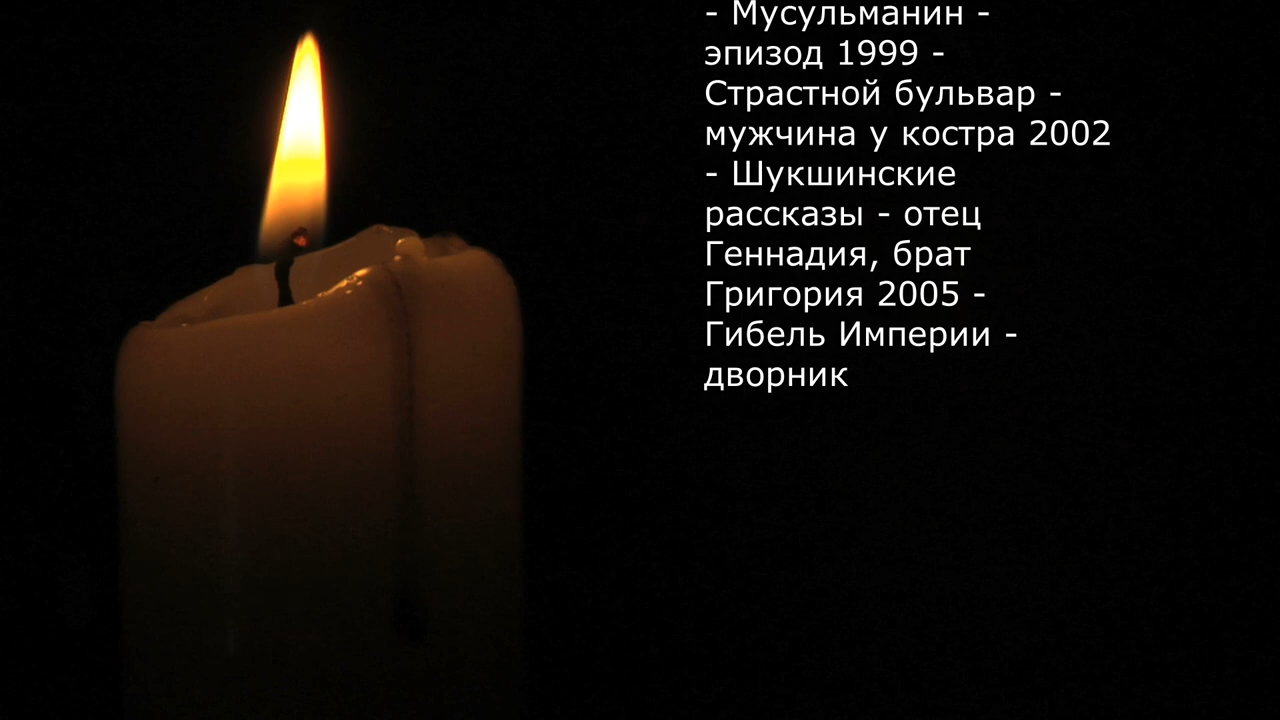 - Мусульманин -
эпизод 1999 -
Страстной бульвар -
мужчина у костра 2002
- Шукшинские
рассказы - отец
Геннадия, брат
Григория 2005 -
Гибель Империи -
дворник